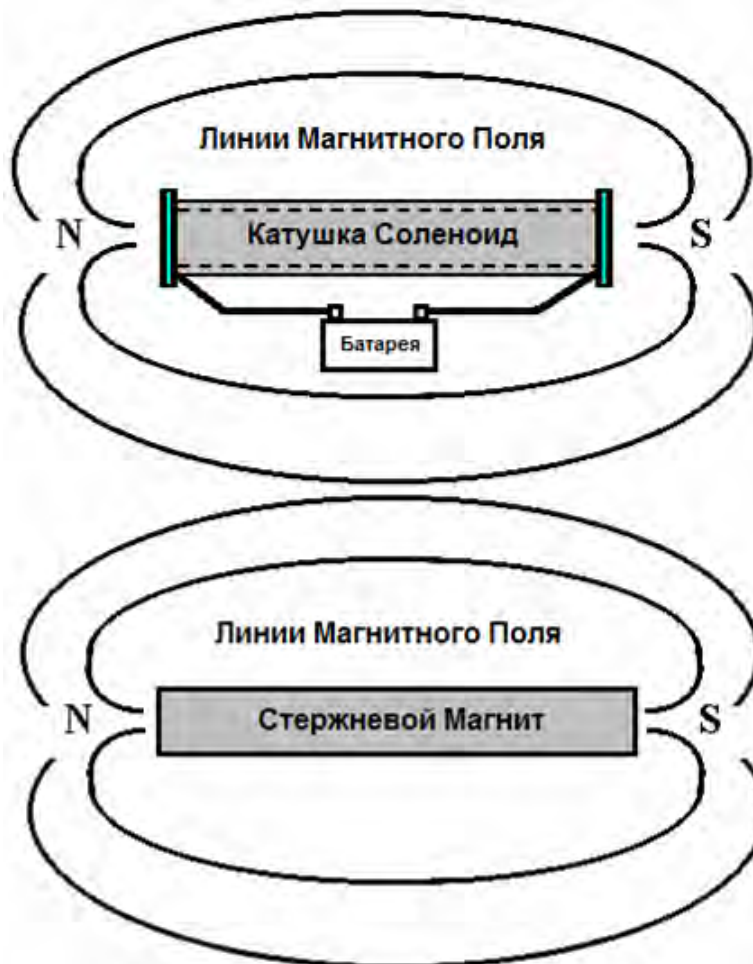 Линии Магнитного Поля
N
Катушка Соленоид
S
Батарея
Линии Магнитного Поля
N
Стержневой Магнит
S